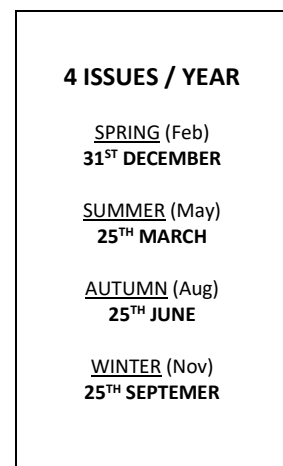 4 ISSUES / YEAR
SPRING (Feb)
31ST DECEMBER
SUMMER (May)
25TH MARCH
AUTUMN (Aug)
25TH JUNE
WINTER (Nov)
25TH SEPTEMER